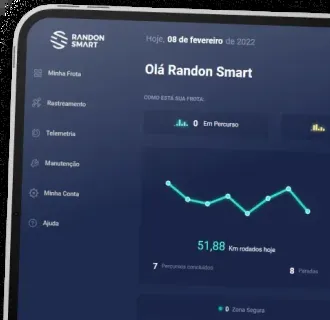 RANDON
SMART
Hoje, 08 de fevereiro de 2022
Olá Randon Smart
Minha Frota
COMO ESTÁ SUA FROTA:
Rastreamento
0 Em Percurso
Telemetria
Manutenção
Minha Conta
Ajuda
51,88 Km rodados hoje
7 Percursos concluídos
8 Paradas
0 Zona Segura